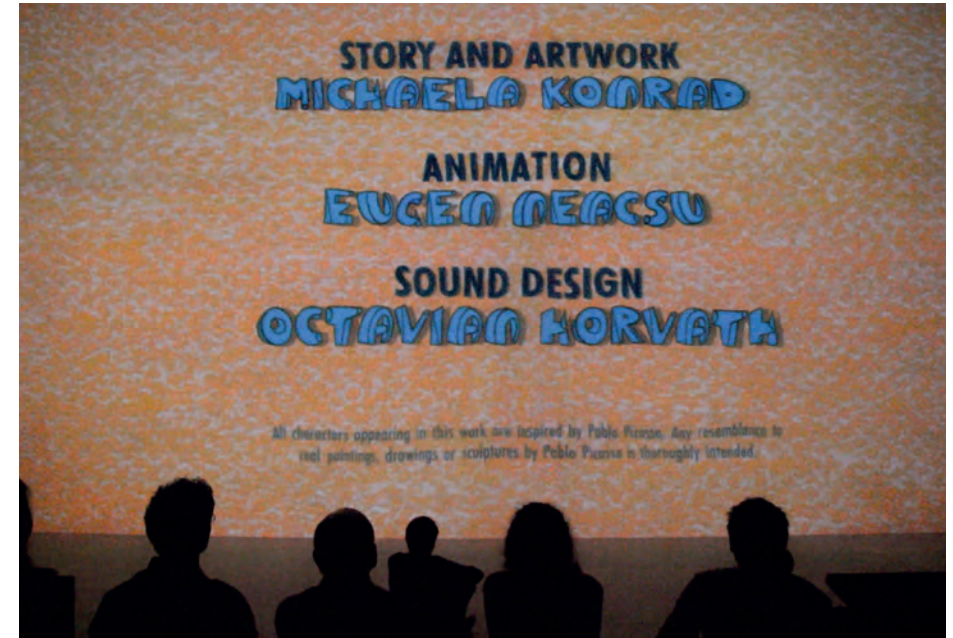 STORY AND ARTWORK
MICHAELA KONRAD
ANIMATION
EUGEN NEACSU
SOUND DESIGN
OCTAVIAN HORVATH
All characters appearing in this work are inspired by Pablo Picasso. Any resemblance to
real paintings, drawings or sculptures by Pablo Picasso is thoroughly intended.